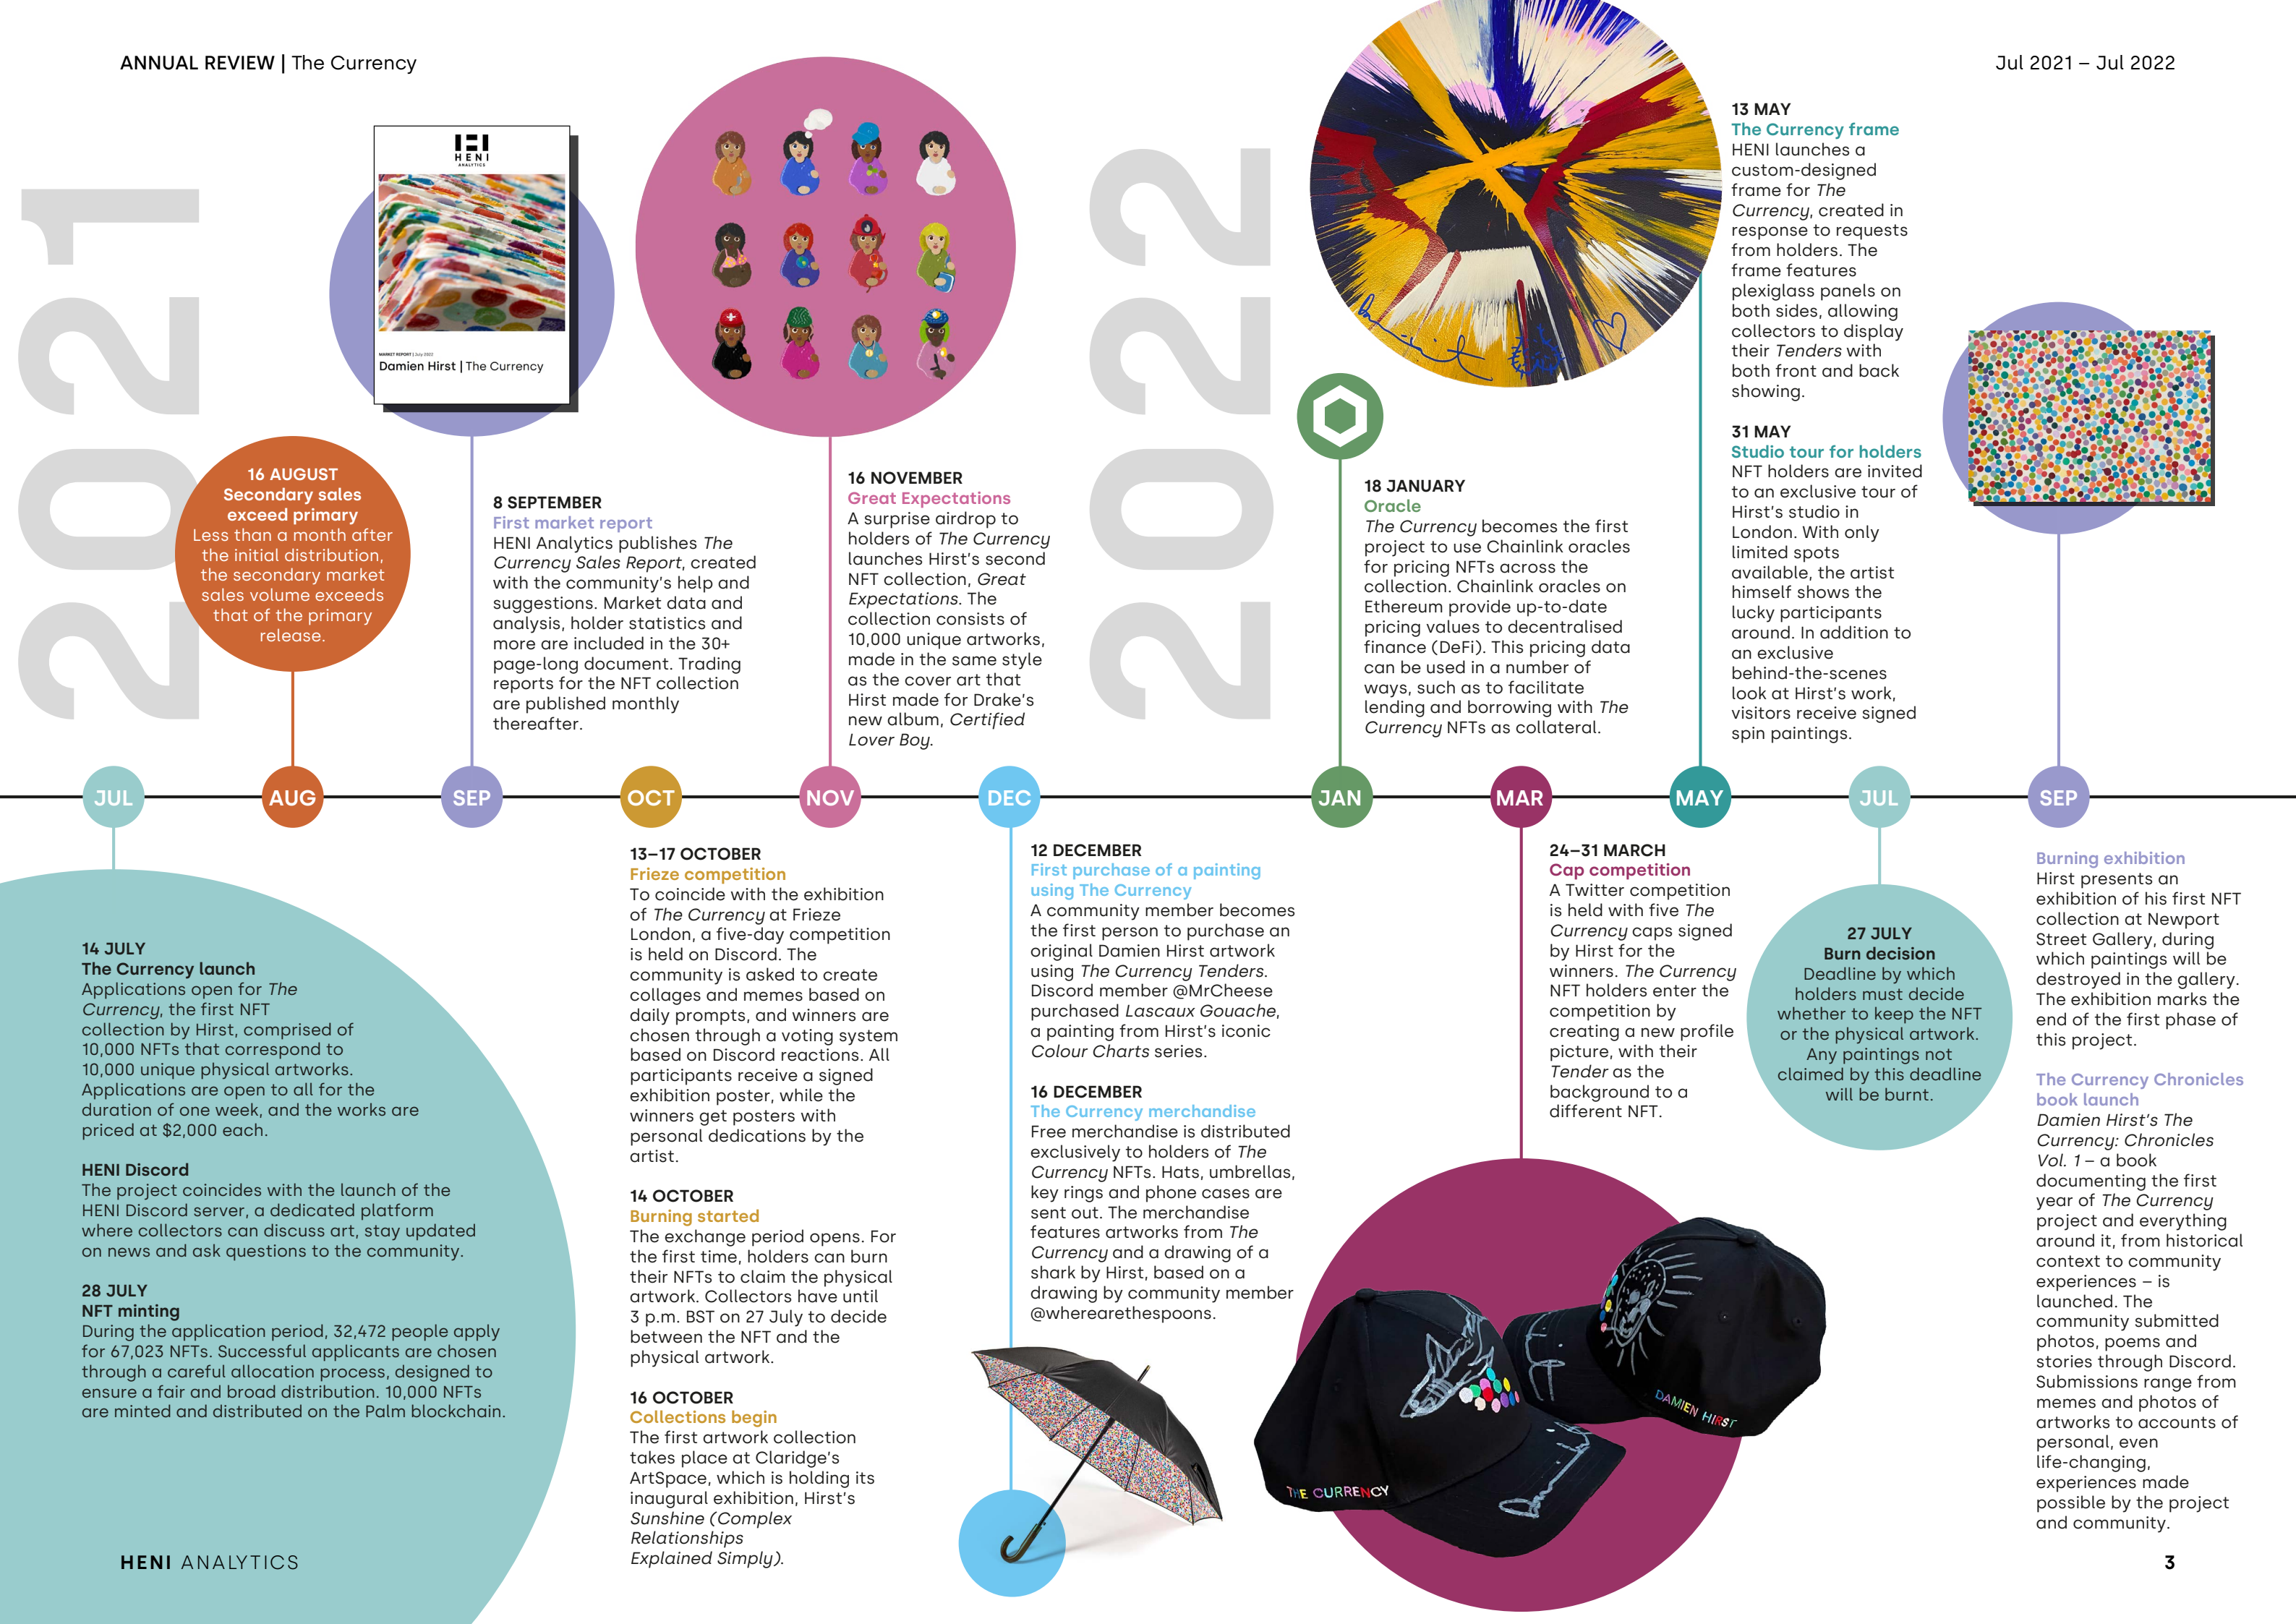 ANNUAL REVIEW | The Currency
Jul 2021 – Jul 2022
2021
2022
HENI
ANALYTICS
MARKET REPORT | July 2022
Damien Hirst | The Currency
16 AUGUST
Secondary sales
exceed primary
Less than a month after
the initial distribution,
the secondary market
sales volume exceeds
that of the primary
release.
8 SEPTEMBER
First market report
HENI Analytics publishes The
Currency Sales Report, created
with the community's help and
suggestions. Market data and
analysis, holder statistics and
more are included in the 30+
page-long document. Trading
reports for the NFT collection
are published monthly
thereafter.
16 NOVEMBER
Great Expectations
A surprise airdrop to
holders of The Currency
launches Hirst's second
NFT collection, Great
Expectations. The
collection consists of
10,000 unique artworks,
made in the same style
as the cover art that
Hirst made for Drake's
new album, Certified
Lover Boy.
18 JANUARY
Oracle
The Currency becomes the first
project to use Chainlink oracles
for pricing NFTs across the
collection. Chainlink oracles on
Ethereum provide up-to-date
pricing values to decentralised
finance (DeFi). This pricing data
can be used in a number of
ways, such as to facilitate
lending and borrowing with The
Currency NFTs as collateral.
13 MAY
The Currency frame
HENI launches a
custom-designed
frame for The
Currency, created in
response to requests
from holders. The
frame features
plexiglass panels on
both sides, allowing
collectors to display
their Tenders with
both front and back
showing.
31 MAY
Studio tour for holders
NFT holders are invited
to an exclusive tour of
Hirst's studio in
London. With only
limited spots
available, the artist
himself shows the
lucky participants
around. In addition to
an exclusive
behind-the-scenes
look at Hirst's work,
visitors receive signed
spin paintings.
JUL
AUG
SEP
OCT
NOV
DEC
JAN
MAR
MAY
JUL
SEP
14 JULY
The Currency launch
Applications open for The
Currency, the first NFT
collection by Hirst, comprised of
10,000 NFTs that correspond to
10,000 unique physical artworks.
Applications are open to all for the
duration of one week, and the works are
priced at $2,000 each.
HENI Discord
The project coincides with the launch of the
HENI Discord server, a dedicated platform
where collectors can discuss art, stay updated
on news and ask questions to the community.
28 JULY
NFT minting
During the application period, 32,472 people apply
for 67,023 NFTs. Successful applicants are chosen
through a careful allocation process, designed to
ensure a fair and broad distribution. 10,000 NFTs
are minted and distributed on the Palm blockchain.
13–17 OCTOBER
Frieze competition
To coincide with the exhibition
of The Currency at Frieze
London, a five-day competition
is held on Discord. The
community is asked to create
collages and memes based on
daily prompts, and winners are
chosen through a voting system
based on Discord reactions. All
participants receive a signed
exhibition poster, while the
winners get posters with
personal dedications by the
artist.
14 OCTOBER
Burning started
The exchange period opens. For
the first time, holders can burn
their NFTs to claim the physical
artwork. Collectors have until
3 p.m. BST on 27 July to decide
between the NFT and the
physical artwork.
16 OCTOBER
Collections begin
The first artwork collection
takes place at Claridge's
ArtSpace, which is holding its
inaugural exhibition, Hirst's
Sunshine (Complex
Relationships
Explained Simply).
12 DECEMBER
First purchase of a painting
using The Currency
A community member becomes
the first person to purchase an
original Damien Hirst artwork
using The Currency Tenders.
Discord member @MrCheese
purchased Lascaux Gouache,
a painting from Hirst's iconic
Colour Charts series.
16 DECEMBER
The Currency merchandise
Free merchandise is distributed
exclusively to holders of The
Currency NFTs. Hats, umbrellas,
key rings and phone cases are
sent out. The merchandise
features artworks from The
Currency and a drawing of a
shark by Hirst, based on a
drawing by community member
@wherearethespoons.
24–31 MARCH
Cap competition
A Twitter competition
is held with five The
Currency caps signed
by Hirst for the
winners. The Currency
NFT holders enter the
competition by
creating a new profile
picture, with their
Tender as the
background to a
different NFT.
THE CURRENCY
DAMIEN HIRST
27 JULY
Burn decision
Deadline by which
holders must decide
whether to keep the NFT
or the physical artwork.
Any paintings not
claimed by this deadline
will be burnt.
Burning exhibition
Hirst presents an
exhibition of his first NFT
collection at Newport
Street Gallery, during
which paintings will be
destroyed in the gallery.
The exhibition marks the
end of the first phase of
this project.
The Currency Chronicles
book launch
Damien Hirst's The
Currency: Chronicles
Vol. 1 – a book
documenting the first
year of The Currency
project and everything
around it, from historical
context to community
experiences – is
launched. The
community submitted
photos, poems and
stories through Discord.
Submissions range from
memes and photos of
artworks to accounts of
personal, even
life-changing,
experiences made
possible by the project
and community.
HENI ANALYTICS
3